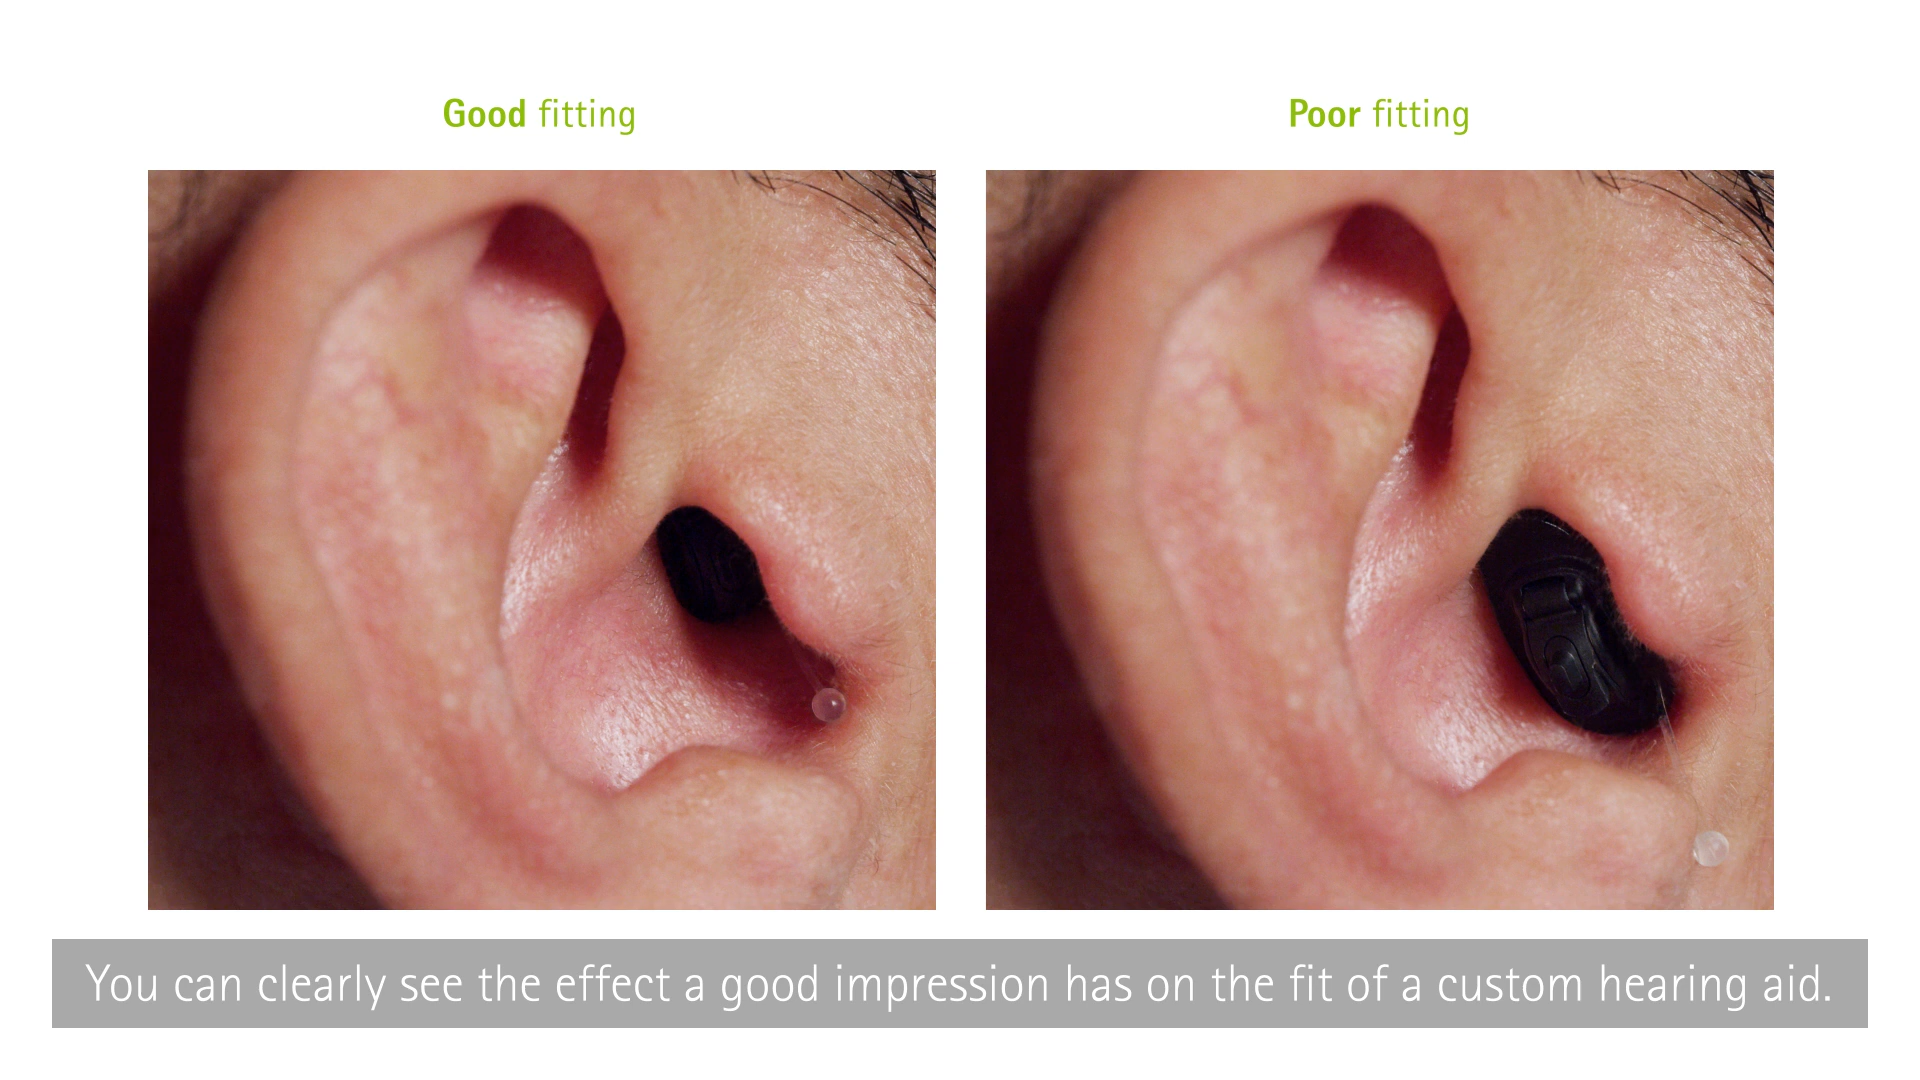 Good fitting
Poor fitting
You can clearly see the effect a good impression has on the fit of a custom hearing aid.